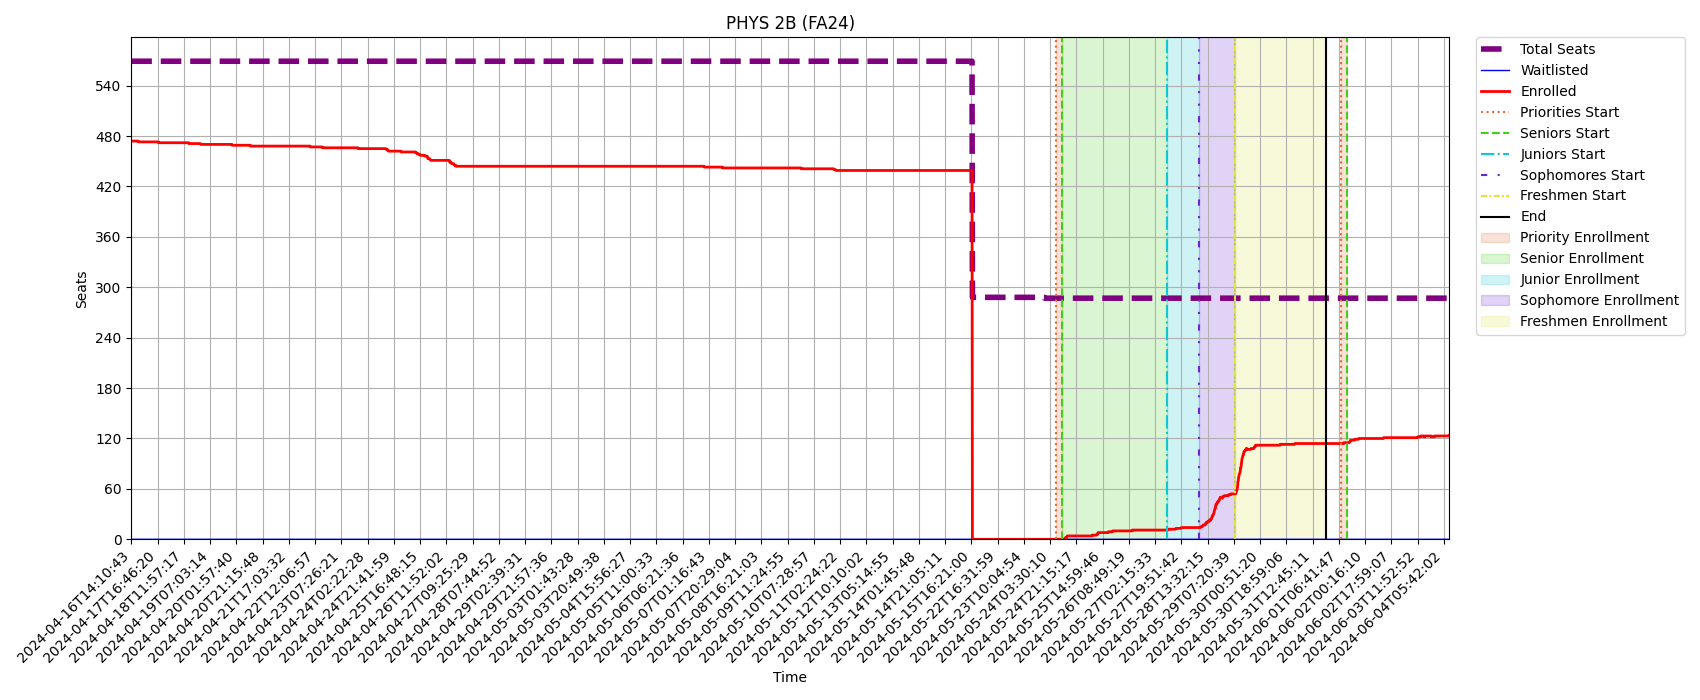 PHYS 2B (FA24)
Seats
540
480
420
360
300
240
180
120
60
0
2024-04-16T14:10:43
2024-04-17T16:46:20
2024-04-18T11:57:17
2024-04-19T07:03:14
2024-04-20T01:57:40
2024-04-20T21:15:48
2024-04-21T17:03:32
2024-04-22T12:06:57
2024-04-23T07:26:21
2024-04-24T02:22:28
2024-04-24T21:41:59
2024-04-25T16:48:15
2024-04-26T11:52:02
2024-04-27T09:25:29
2024-04-28T07:44:52
2024-04-29T02:39:31
2024-04-29T21:57:36
2024-05-03T01:43:28
2024-05-03T20:49:38
2024-05-04T15:56:27
2024-05-05T11:00:33
2024-05-06T06:21:36
2024-05-07T01:16:43
2024-05-07T20:29:04
2024-05-08T16:21:03
2024-05-09T11:24:55
2024-05-10T07:28:57
2024-05-11T02:24:22
2024-05-12T10:10:02
2024-05-13T05:14:55
2024-05-14T01:45:48
2024-05-14T21:05:11
2024-05-15T16:21:00
2024-05-22T16:31:59
2024-05-23T10:04:54
2024-05-24T03:30:10
2024-05-24T21:15:17
2024-05-25T14:59:46
2024-05-26T08:49:19
2024-05-27T02:15:33
2024-05-27T19:51:42
2024-05-28T13:32:15
2024-05-29T07:20:39
2024-05-30T00:51:20
2024-05-30T18:59:06
2024-05-31T12:45:11
2024-06-01T06:41:47
2024-06-02T00:16:10
2024-06-02T17:59:07
2024-06-03T11:52:52
2024-06-04T05:42:02
Time
Total Seats
Waitlisted
Enrolled
Priorities Start
Seniors Start
Juniors Start
Sophomores Start
Freshmen Start
End
Priority Enrollment
Senior Enrollment
Junior Enrollment
Sophomore Enrollment
Freshmen Enrollment